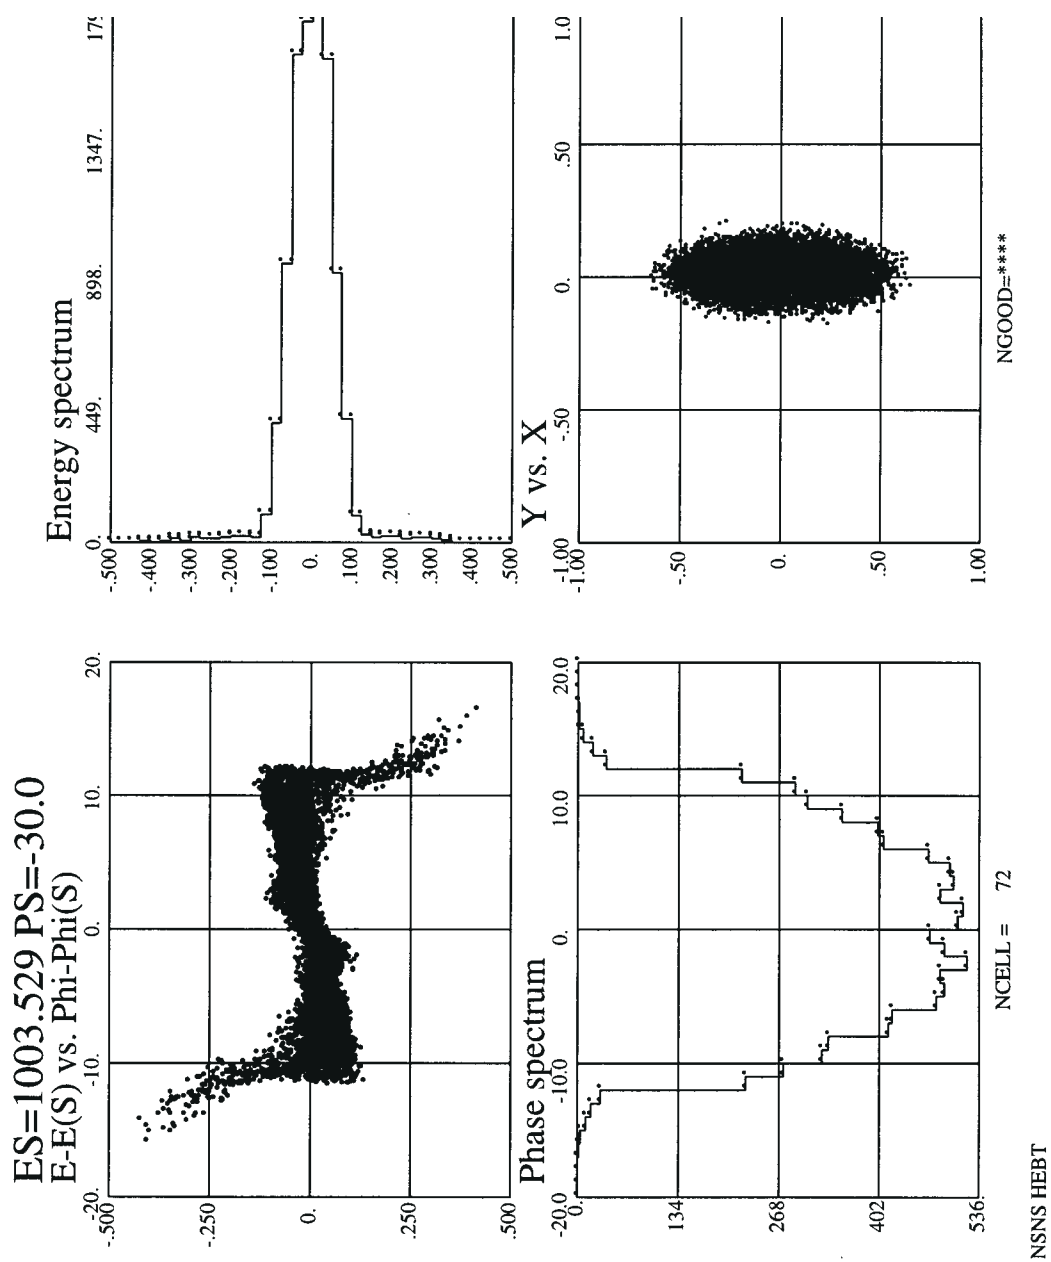 ES=1003.529 PS=-30.0
E-E(S) vs. Phi-Phi(S)
-20. -10. 0. 10. 20.
-.500
-.250
0.
.250
.500
Energy spectrum
0. 449. 898. 1347.
-.500
-.400
-.300
-.200
-.100
0.
.100
.200
.300
.400
.500
Phase spectrum
-20.0 -10.0 0. 10.0 20.0
0.
134
268
402
536.
Y vs. X
-1.00 -.50 0. .50 1.0
-1.00
-.50
0.
.50
1.00
NCELL = 72
NGOOD=****
NSNS HEBT